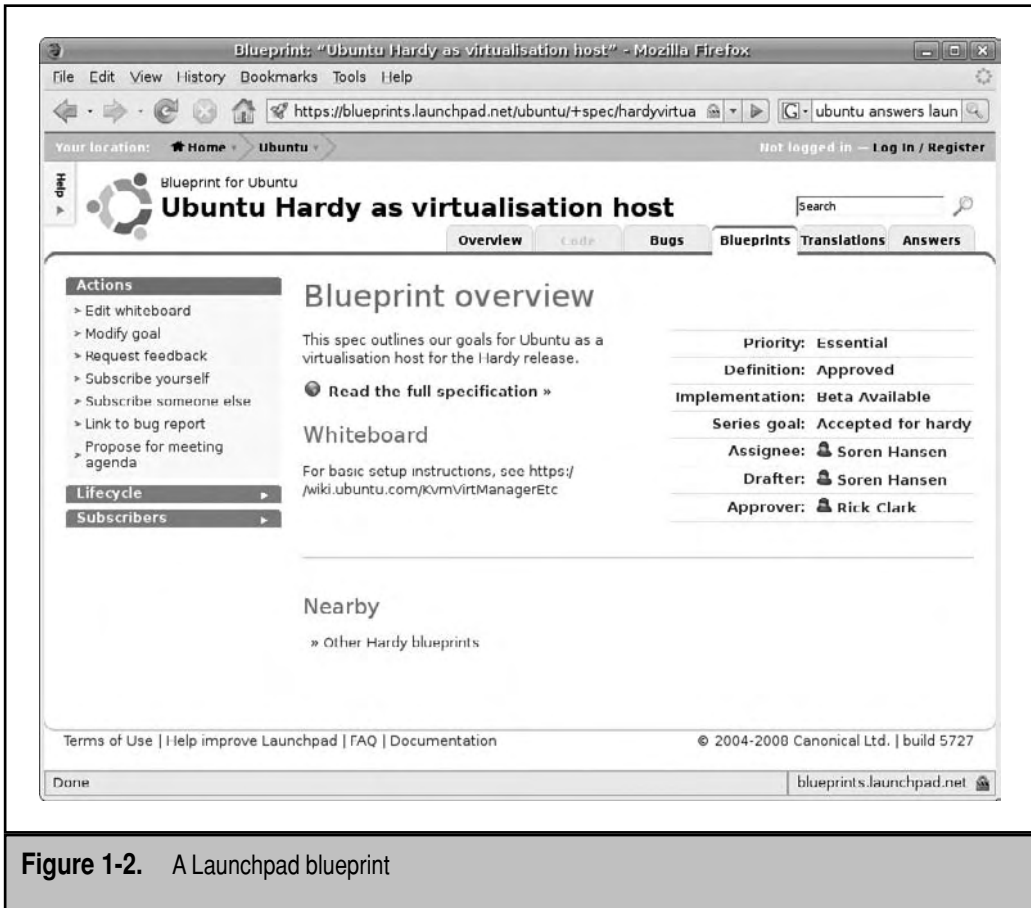 Blueprint: “Ubuntu Hardy as virtualisation host” - Mozilla Firefox
File Edit View History Bookmarks Tools Help
https://blueprints.launchpad.net/ubuntu/+spec/hardyvirtua
G ubuntu answers laun
Your location: Home Ubuntu
Not logged in — Log In / Register
Help
Blueprint for Ubuntu
Ubuntu Hardy as virtualisation host
Search
Overview Code Bugs Blueprints Translations Answers
Actions
Edit whiteboard
Modify goal
Request feedback
Subscribe yourself
Subscribe someone else
Link to bug report
Propose for meeting
agenda
Lifecycle
Subscribers
Blueprint overview
This spec outlines our goals for Ubuntu as a
virtualisation host for the Hardy release.
Read the full specification »
Whiteboard
For basic setup instructions, see https:/
/wiki.ubuntu.com/KvmVirtManagerEtc
Priority: Essential
Definition: Approved
Implementation: Beta Available
Series goal: Accepted for hardy
Assignee: Soren Hansen
Drafter: Soren Hansen
Approver: Rick Clark
Nearby
» Other Hardy blueprints
Terms of Use | Help improve Launchpad | FAQ | Documentation
© 2004-2008 Canonical Ltd. | build 5727
Done
blueprints.launchpad.net
Figure 1-2. A Launchpad blueprint